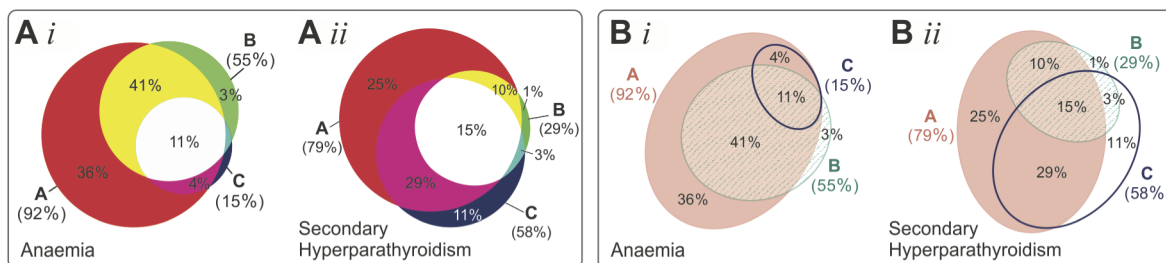 A i
B
(55%)
41%
3%
11%
36%
4%
A
(92%)
C
(15%)
Anaemia
A ii
25%
10%
1%
B
(29%)
15%
A
(79%)
3%
29%
11%
C
(58%)
Secondary
Hyperparathyroidism
B i
A
(92%)
4%
C
(15%)
11%
41%
3%
B
(55%)
36%
Anaemia
B ii
B
(29%)
10%
1%
A
(79%)
25%
15%
3%
11%
29%
C
(58%)
Secondary
Hyperparathyroidism